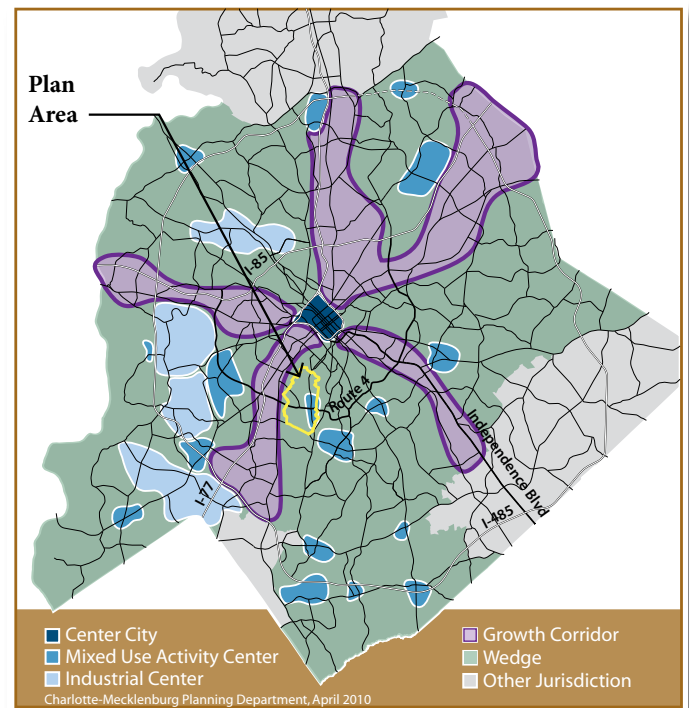 Plan
Area
I-85
Route 4
Independence Blvd
I-77
I-485
Center City
Mixed Use Activity Center
Industrial Center
Growth Corridor
Wedge
Other Jurisdiction
Charlotte-Mecklenburg Planning Department, April 2010